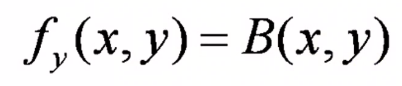 f_y(x, y) = B(x, y)